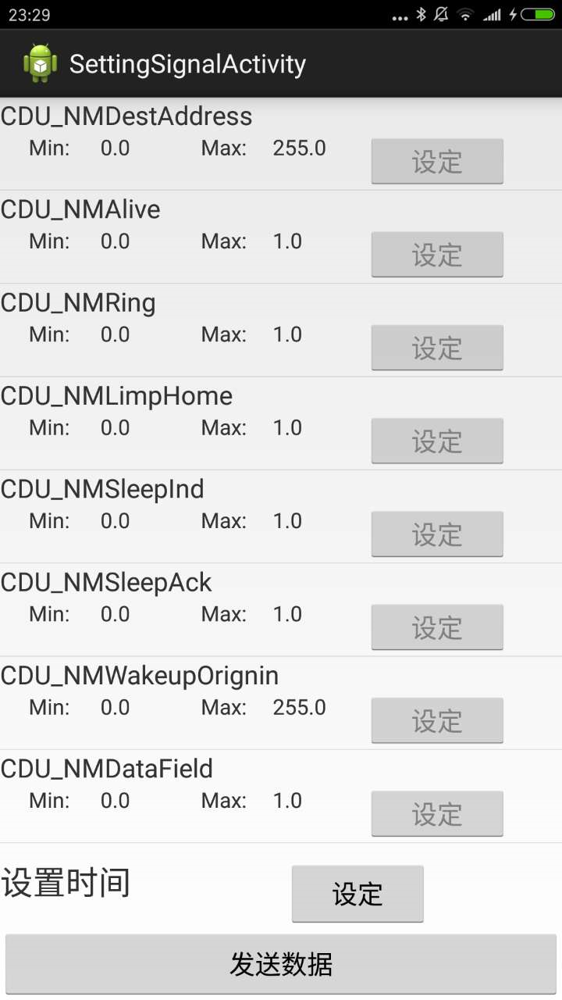 23:29
SettingSignalActivity
CDU_NMDestAddress
Min: 0.0 Max: 255.0 设定
CDU_NMAlive
Min: 0.0 Max: 1.0 设定
CDU_NMRing
Min: 0.0 Max: 1.0 设定
CDU_NMLimpHome
Min: 0.0 Max: 1.0 设定
CDU_NMSleepInd
Min: 0.0 Max: 1.0 设定
CDU_NMSleepAck
Min: 0.0 Max: 1.0 设定
CDU_NMWakeupOrignin
Min: 0.0 Max: 255.0 设定
CDU_NMDataField
Min: 0.0 Max: 1.0 设定
设置时间 设定
发送数据